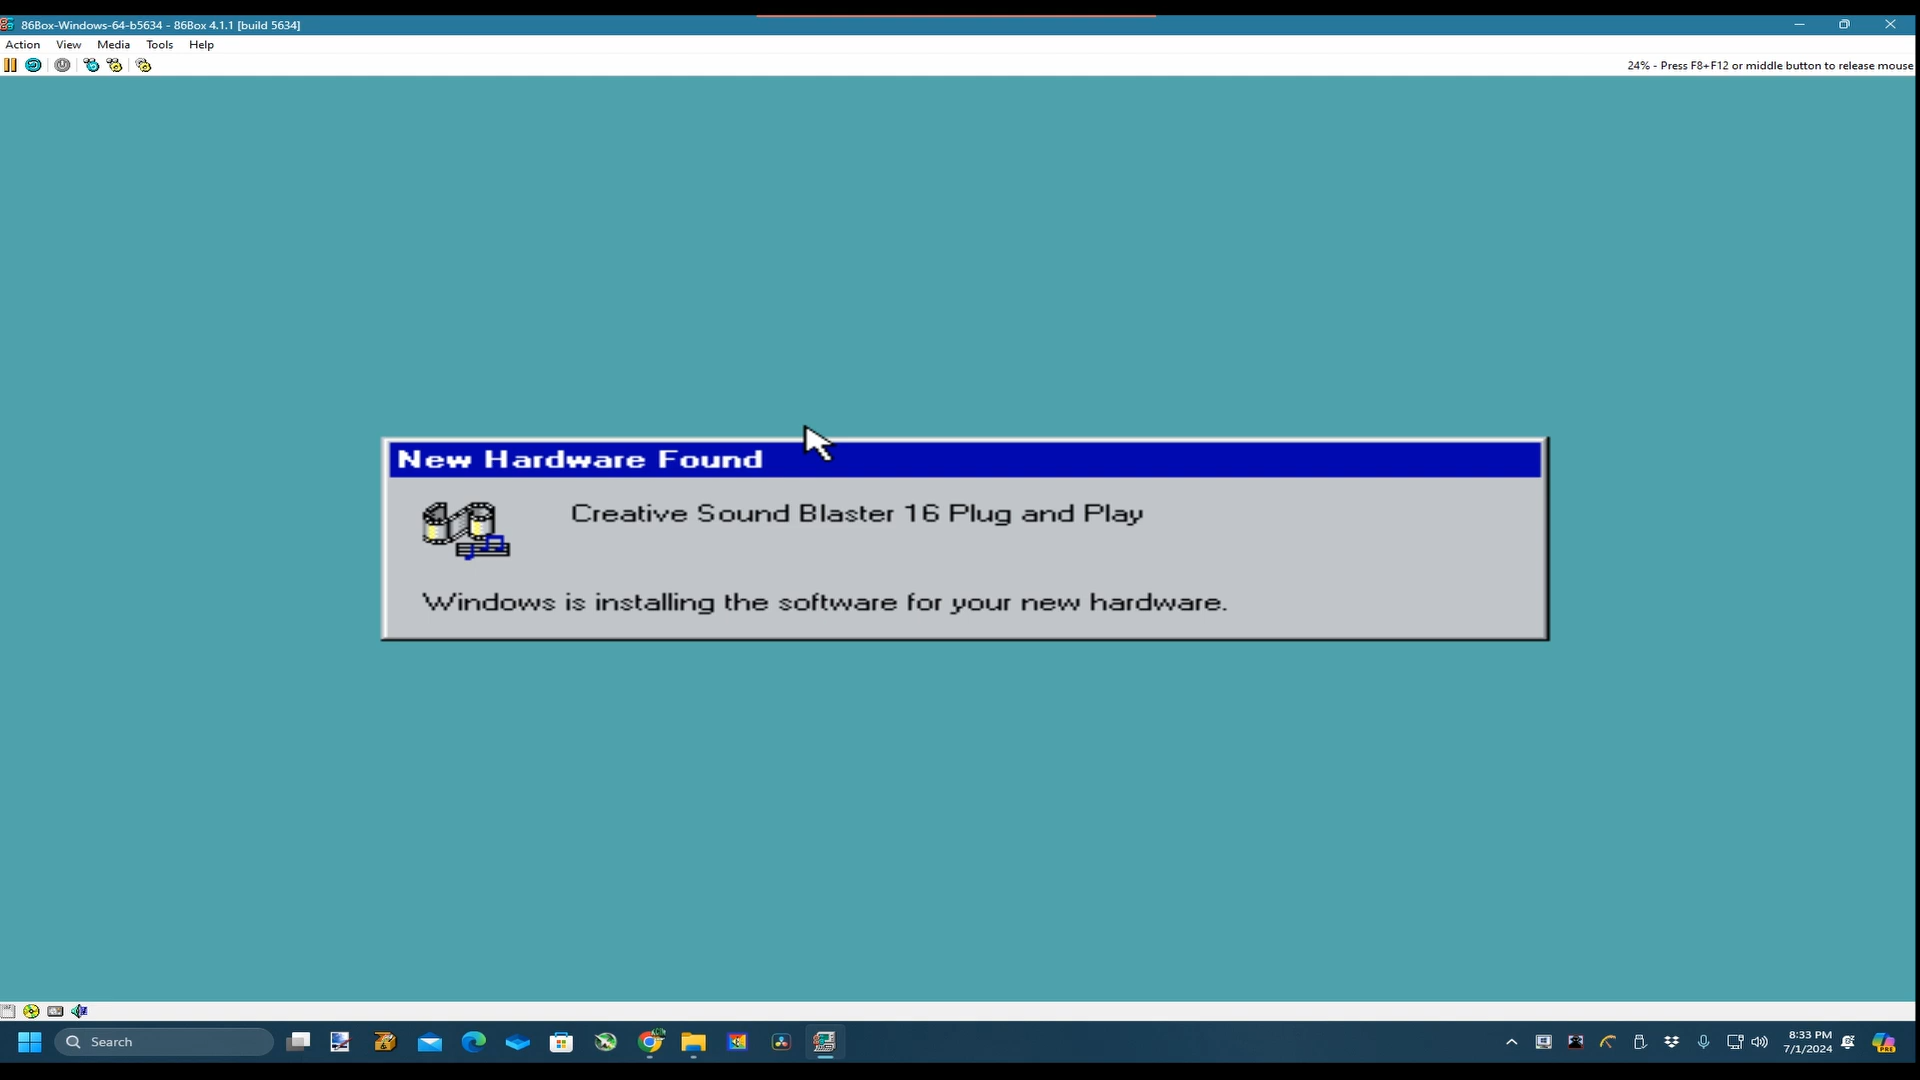 86Box-Windows-64-b5634 - 86Box 4.1.1 [build 5634]
Action View Media Tools Help
24% - Press F8+F12 or middle button to release mouse
New Hardware Found
Creative Sound Blaster 16 Plug and Play
Windows is installing the software for your new hardware.
Search
8:33 PM
7/1/2024
PRE